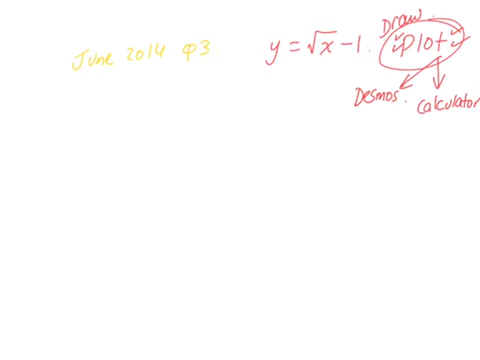 June 2014 Q3
y = √x - 1. Draw.
"Plot"
Desmos. Calculator